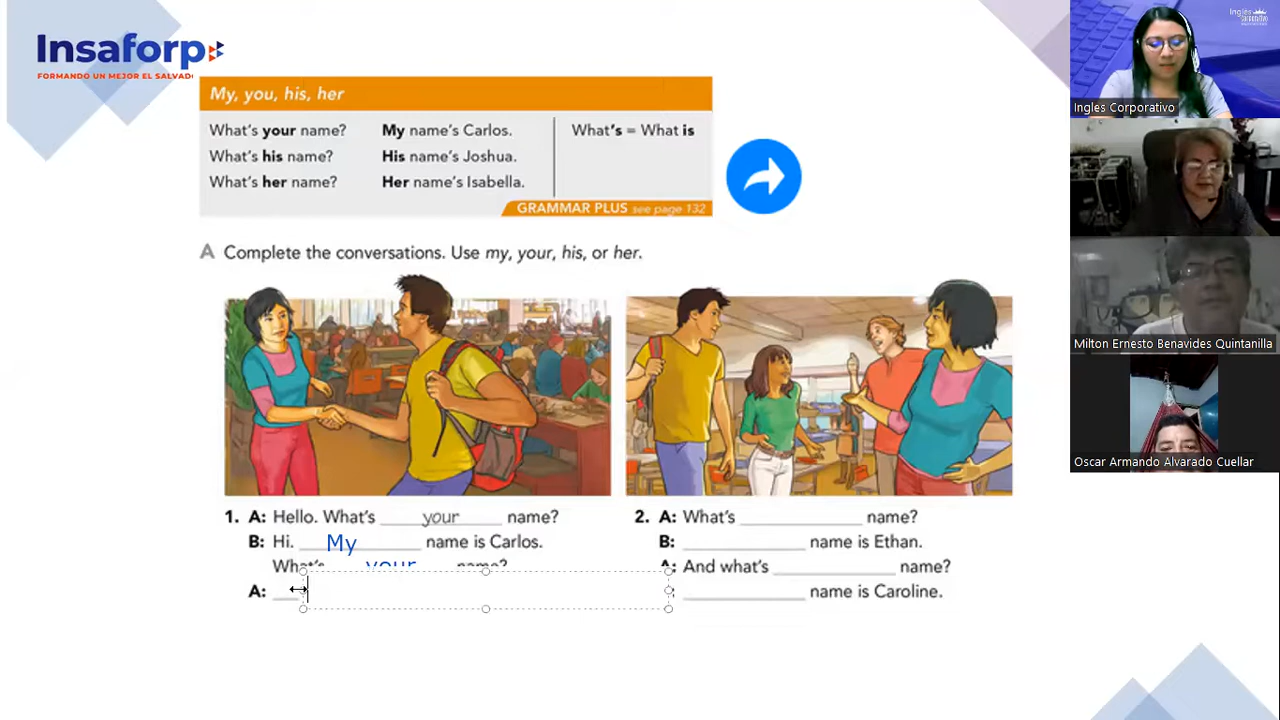 Insaforp
FORMANDO UN MEJOR EL SALVADO
My, you, his, her
What's your name? My name's Carlos. What's = What is
What's his name? His name's Joshua.
What's her name? Her name's Isabella.
GRAMMAR PLUS see page 132
A Complete the conversations. Use my, your, his, or her.
1. A: Hello. What's your name?
B: Hi. My name is Carlos.
What's your name?
A:
2. A: What's name?
B: name is Ethan.
A: And what's name?
: name is Caroline.
Inglés
Ingles Corporativo
Milton Ernesto Benavides Quintanilla
Oscar Armando Alvarado Cuellar